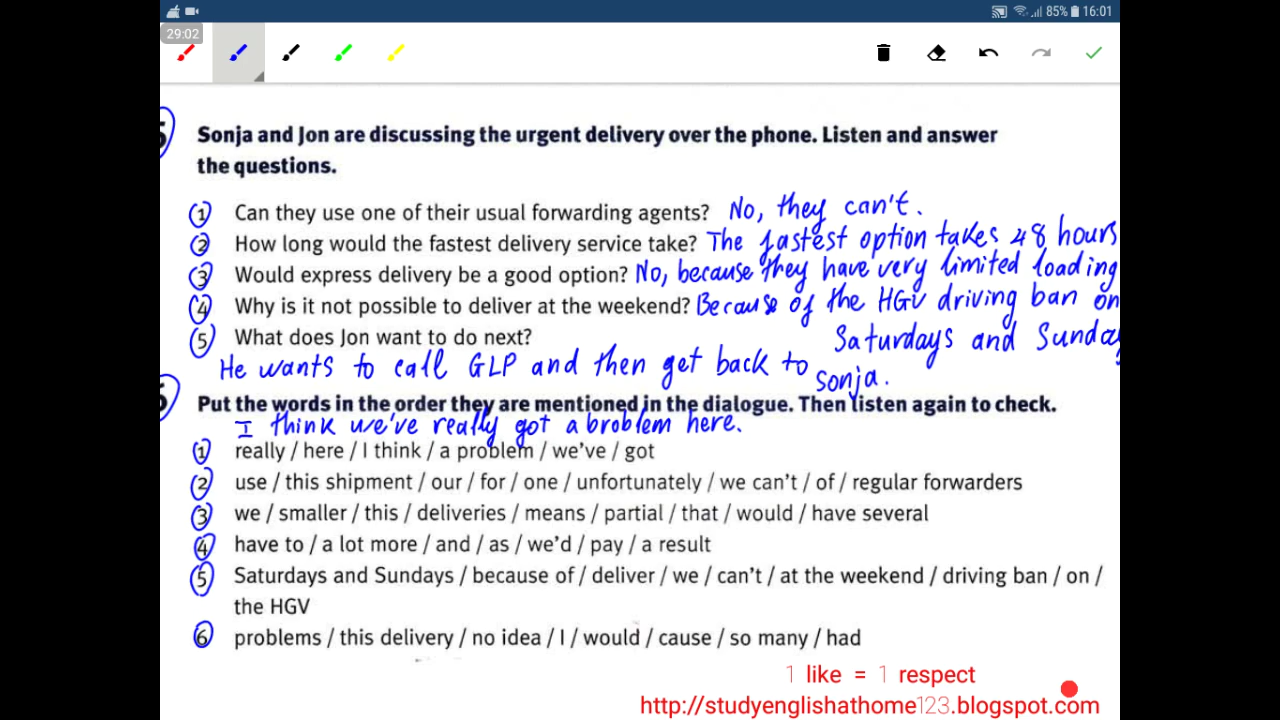 85% 16:01
29:02
Sonja and Jon are discussing the urgent delivery over the phone. Listen and answer
the questions.
1 Can they use one of their usual forwarding agents? No, they can't.
2 How long would the fastest delivery service take? The fastest option takes 48 hours
3 Would express delivery be a good option? No, because they have very limited loading
4 Why is it not possible to deliver at the weekend? Because of the HGV driving ban on
5 What does Jon want to do next? Saturdays and Sunday
He wants to call GLP and then get back to
Sonja.
Put the words in the order they are mentioned in the dialogue. Then listen again to check.
I think we've really got a broblem here.
1 really / here / I think / a problem / we've / got
2 use / this shipment / our / for / one / unfortunately / we can't / of / regular forwarders
3 we / smaller / this / deliveries / means / partial / that / would / have several
4 have to / a lot more / and / as / we'd / pay / a result
5 Saturdays and Sundays / because of / deliver / we / can't / at the weekend / driving ban / on /
the HGV
6 problems / this delivery / no idea / I / would / cause / so many / had
1 like = 1 respect
http://studyenglishathome123.blogspot.com